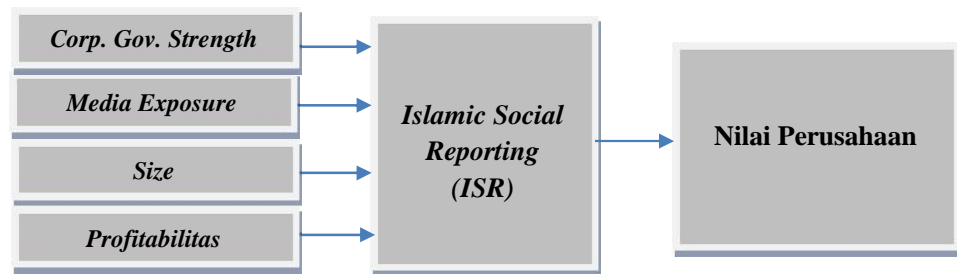 Corp. Gov. Strength
Media Exposure
Size
Profitabilitas
Islamic Social
Reporting
(ISR)
Nilai Perusahaan